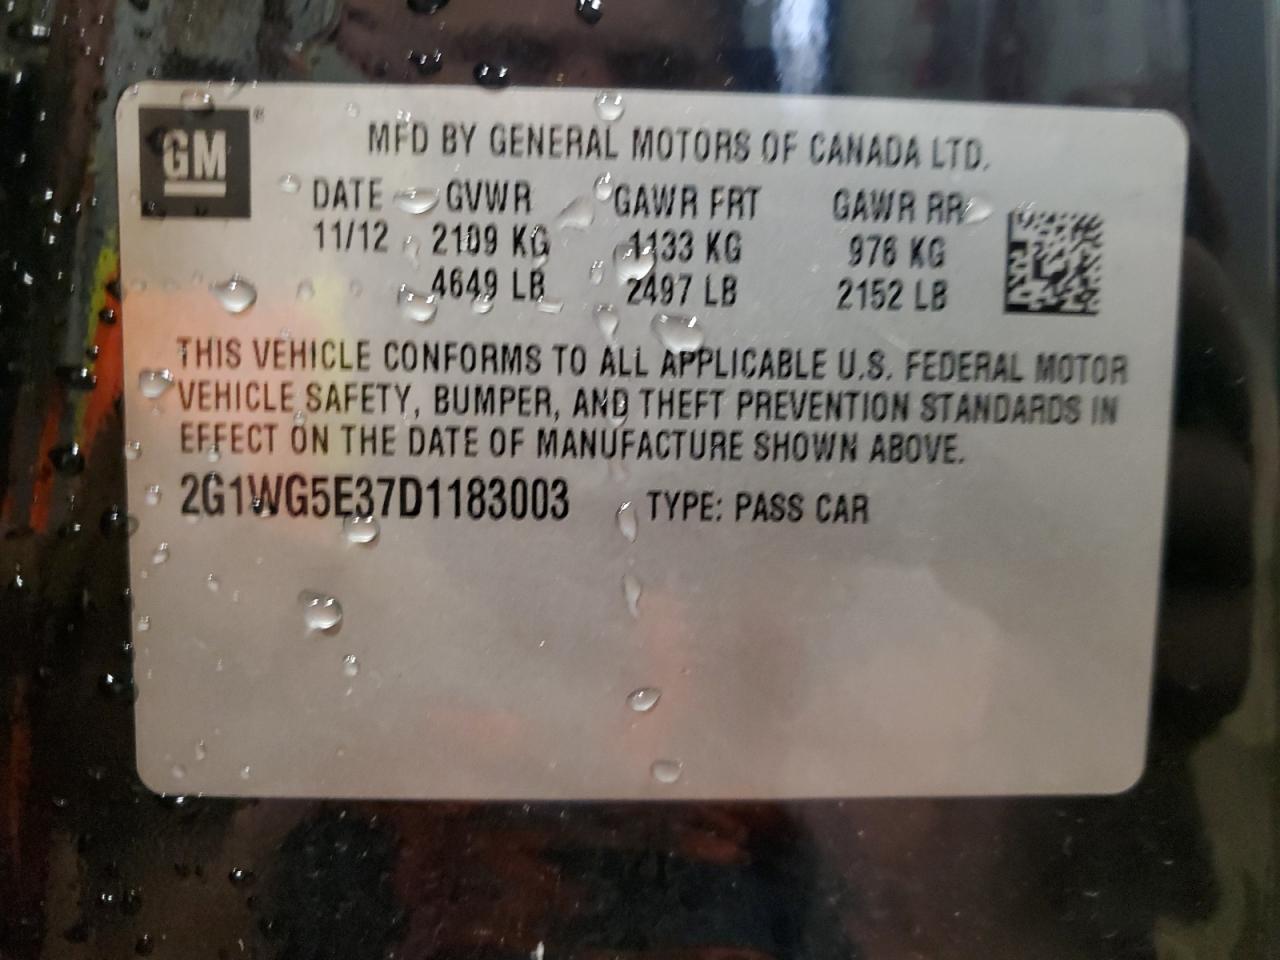 GM ®
MFD BY GENERAL MOTORS OF CANADA LTD.
DATE GVWR GAWR FRT GAWR RR
11/12 2109 KG 1133 KG 976 KG
4649 LB 2497 LB 2152 LB
THIS VEHICLE CONFORMS TO ALL APPLICABLE U.S. FEDERAL MOTOR
VEHICLE SAFETY, BUMPER, AND THEFT PREVENTION STANDARDS IN
EFFECT ON THE DATE OF MANUFACTURE SHOWN ABOVE.
2G1WG5E37D1183003 TYPE: PASS CAR